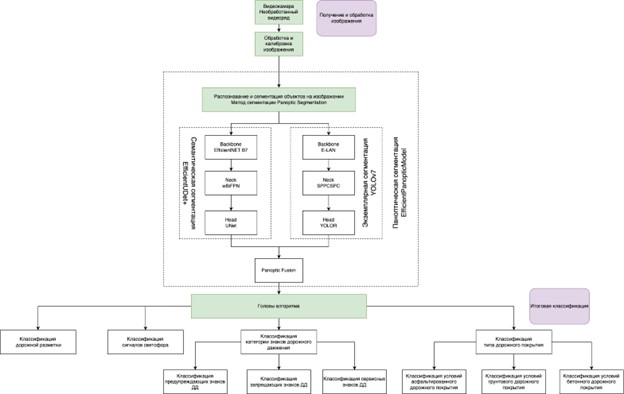 Видеокамера
Необработанный
видеоряд
Получение и обработка
изображения
Обработка и
калибровка
изображения
Распознавание и сегментация объектов на изображении
Метод сегментации Panoptic Segmentation
Семантическая сегментация
EfficientUDet+
Backbone
EfficientNET B7
Neck
wBiFPN
Head
UNet
Backbone
E-LAN
Neck
SPPCSPC
Head
YOLOR
Экземплярная сегментация
YOLOv7
Паноптическая сегментация
EfficientPanopticModel
Panoptic Fusion
Головы алгоритма
Итоговая классификация
Классификация
дорожной разметки
Классификация
сигналов светофора
Классификация
категории знаков дорожного
движения
Классификация
типа дорожного покрытия
Классификация
предупреждающих знаков
ДД
Классификация
запрещающих знаков ДД
Классификация сервисных
знаков ДД
Классификация условий
асфальтированного
дорожного покрытия
Классификация условий
грунтового дорожного
покрытия
Классификация условий
бетонного дорожного
покрытия